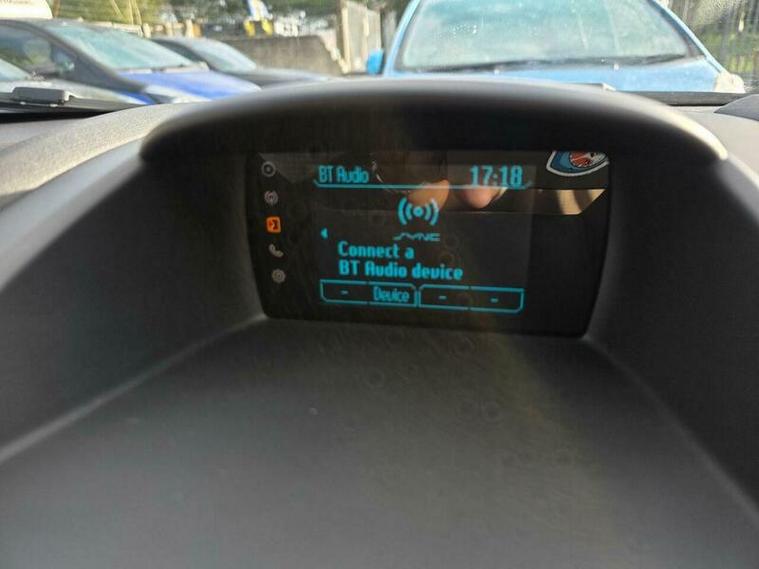 BT Audio 17:18
SYNC
Connect a
BT Audio device
- Device - -